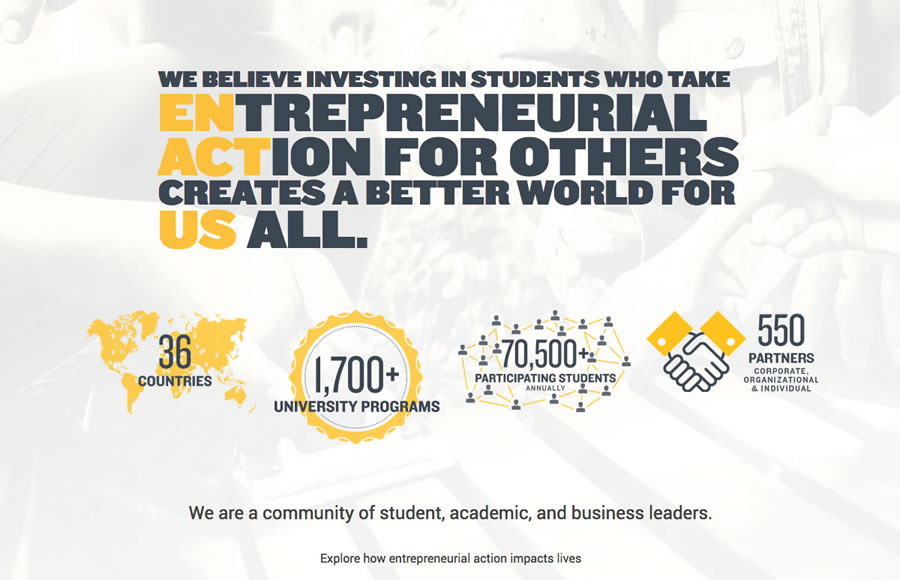 WE BELIEVE INVESTING IN STUDENTS WHO TAKE
ENTREPRENEURIAL
ACTION FOR OTHERS
CREATES A BETTER WORLD FOR
US ALL.
36
COUNTRIES
1,700+
UNIVERSITY PROGRAMS
70,500+
PARTICIPATING STUDENTS
ANNUALLY
550
PARTNERS
CORPORATE,
ORGANIZATIONAL
& INDIVIDUAL
We are a community of student, academic, and business leaders.
Explore how entrepreneurial action impacts lives